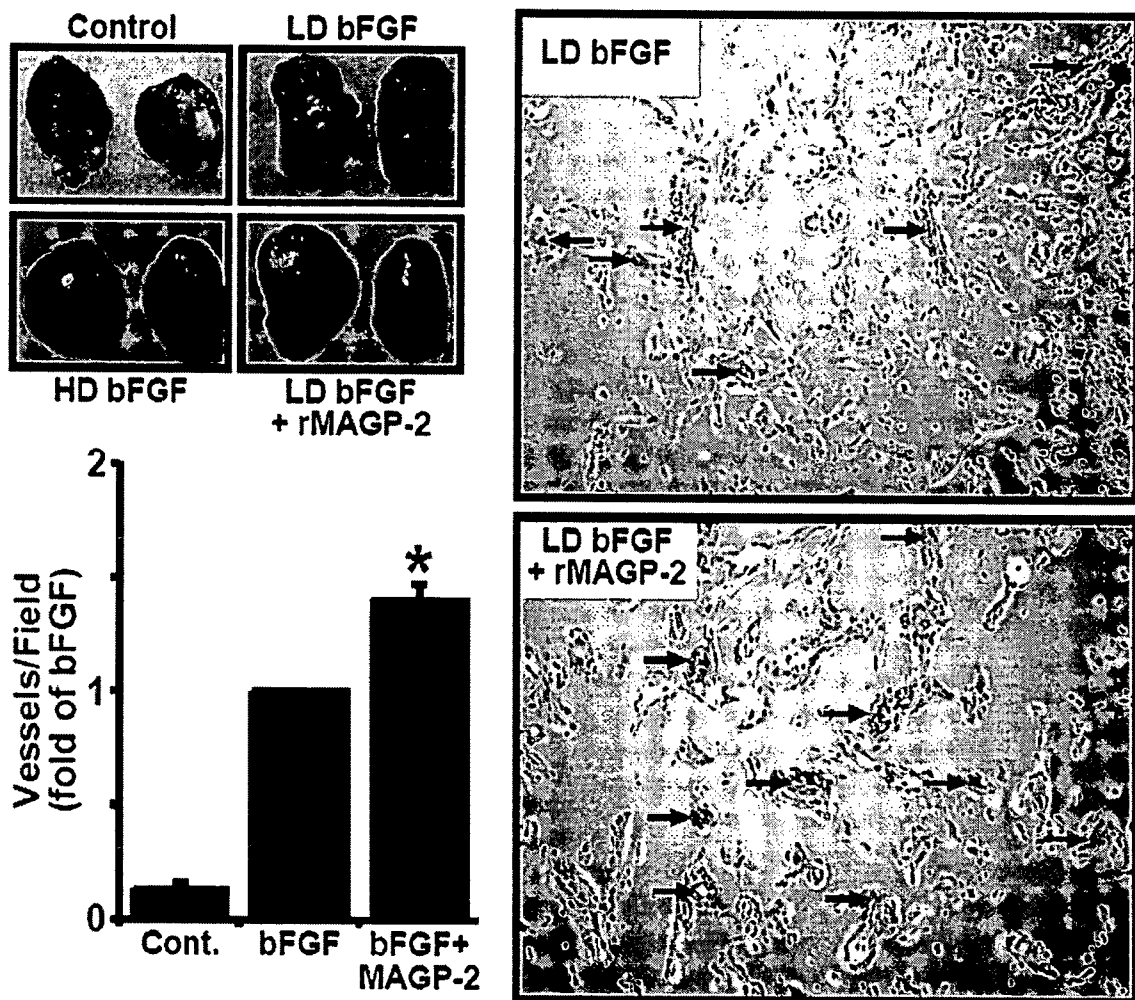 Control
LD bFGF
HD bFGF
LD bFGF
+ rMAGP-2
2
1
0
Vessels/Field
(fold of bFGF)
*
Cont.
bFGF
bFGF+
MAGP-2
LD bFGF
LD bFGF
+ rMAGP-2